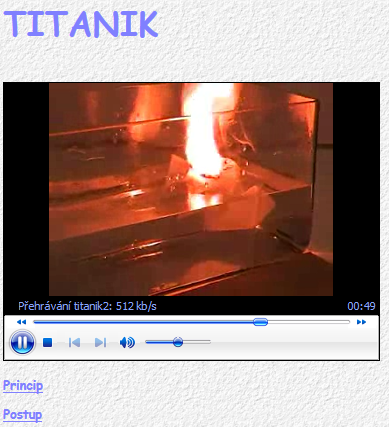 TITANIK
Přehrávání titanik2: 512 kb/s
00:49
Princip
Postup